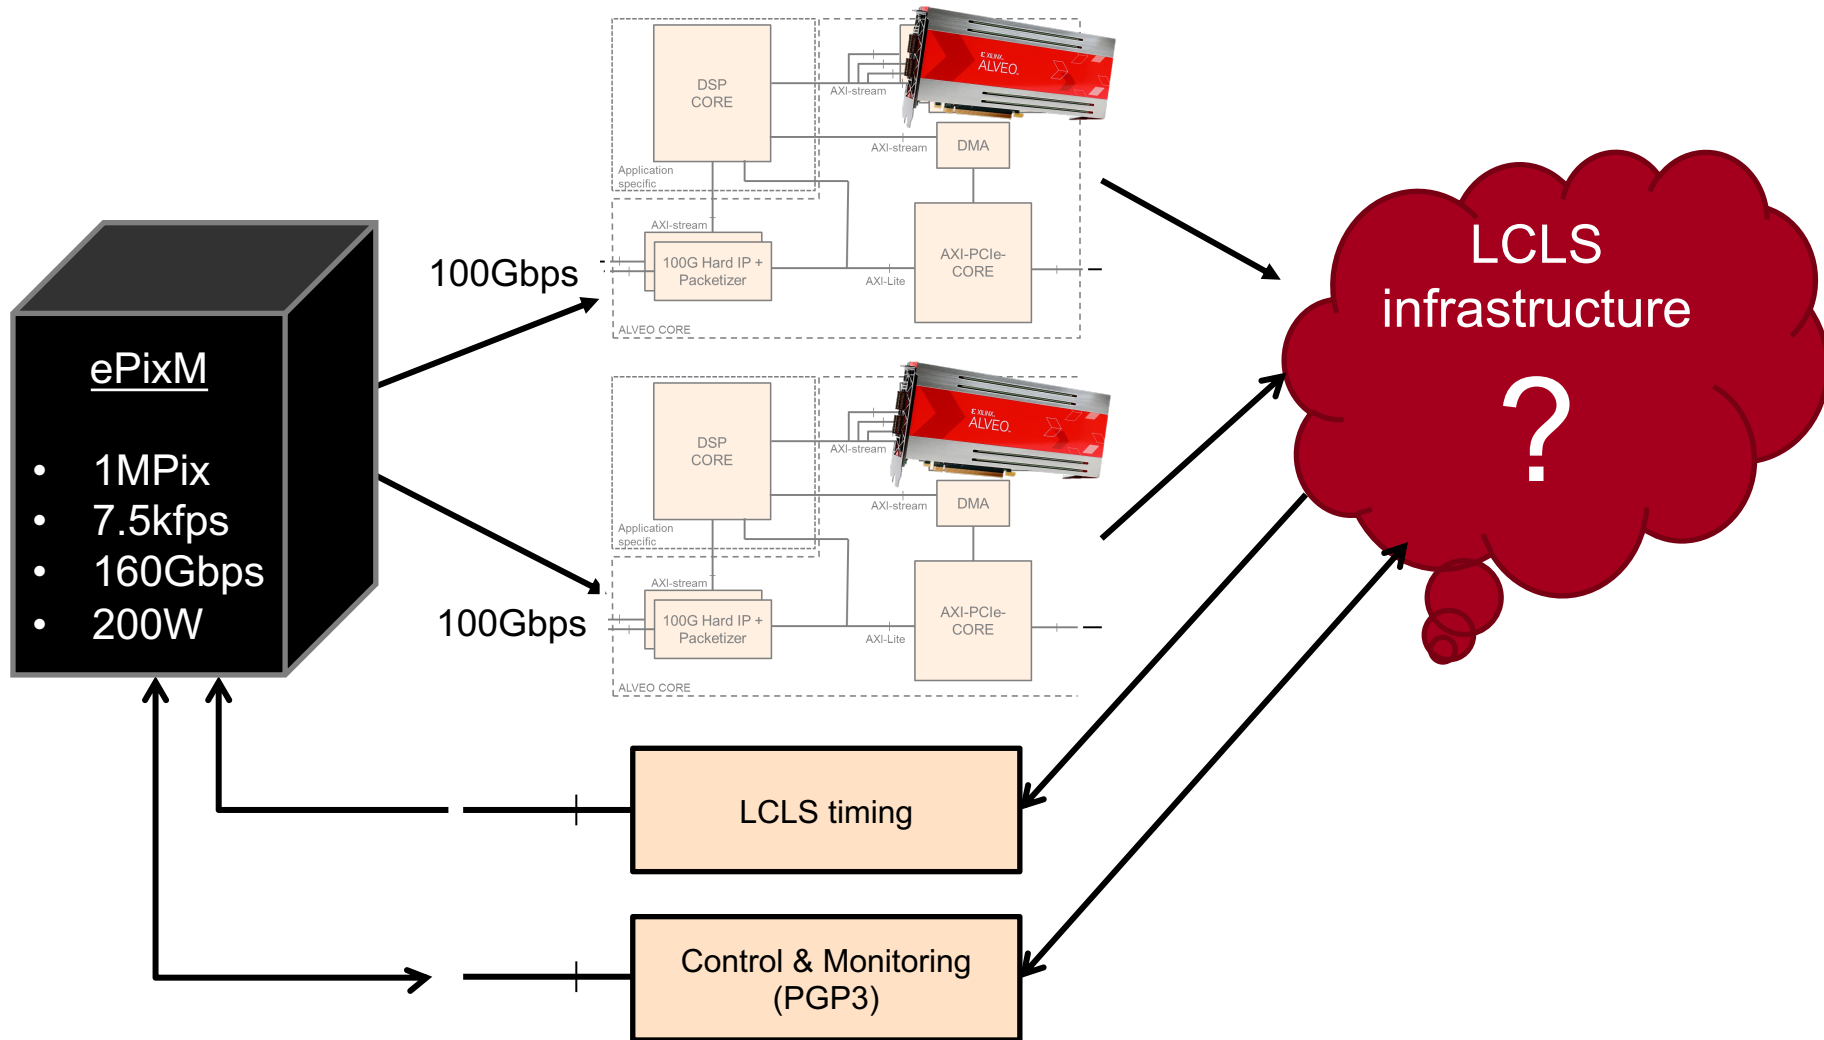 DSP
CORE
AXI-stream
Ɛ XILINX
ALVEO
AXI-stream
DMA
Application
specific
AXI-stream
100G Hard IP +
Packetizer
AXI-Lite
AXI-PCIe-
CORE
ALVEO CORE
100Gbps
ePixM
• 1MPix
• 7.5kfps
• 160Gbps
• 200W
LCLS
infrastructure
?
DSP
CORE
AXI-stream
Ɛ XILINX
ALVEO
AXI-stream
DMA
Application
specific
AXI-stream
100G Hard IP +
Packetizer
AXI-Lite
AXI-PCIe-
CORE
ALVEO CORE
100Gbps
LCLS timing
Control & Monitoring
(PGP3)